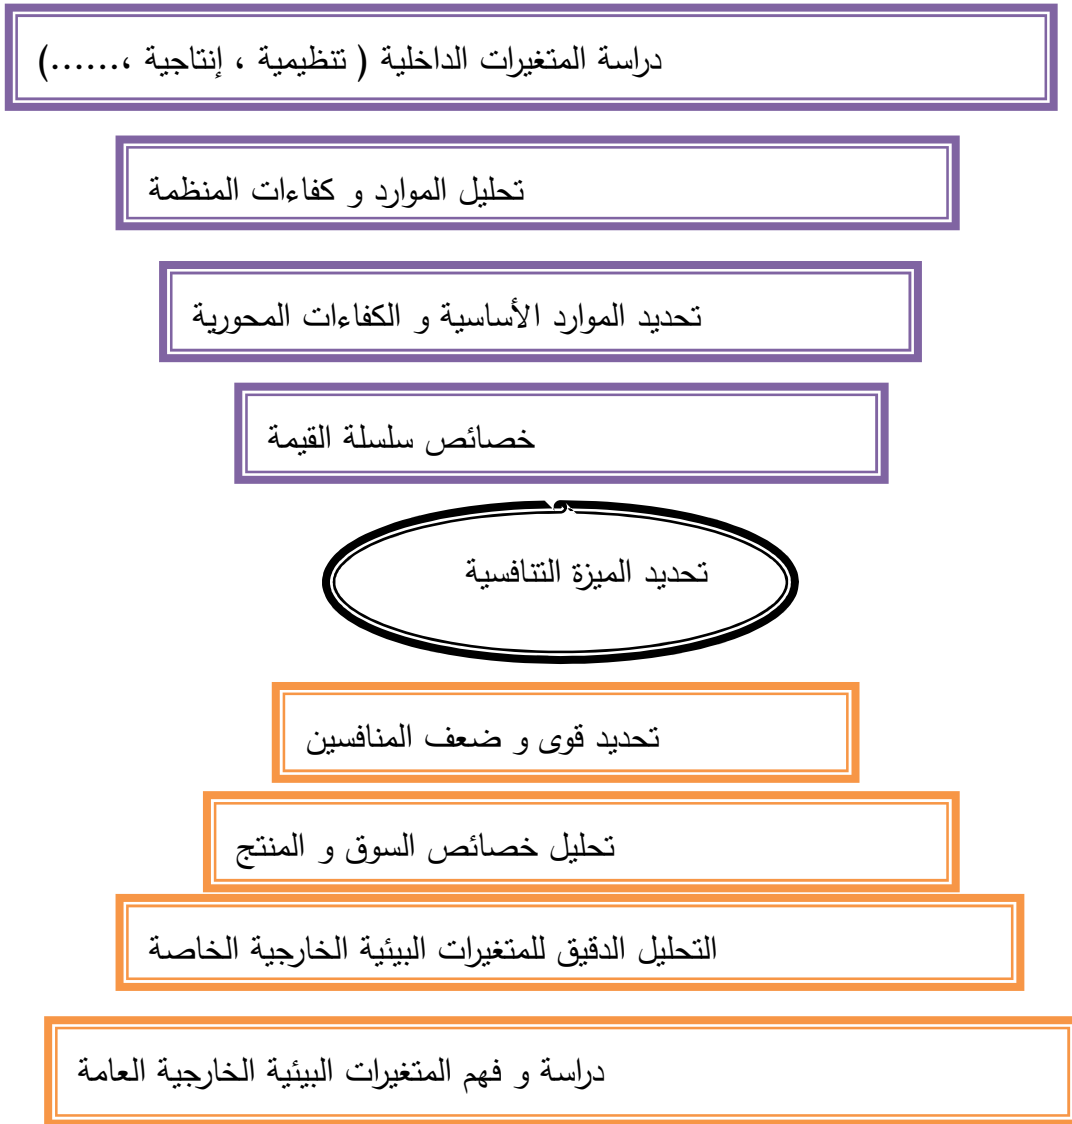 دراسة المتغيرات الداخلية ( تنظيمية ، إنتاجية ،......)
تحليل الموارد و كفاءات المنظمة
تحديد الموارد الأساسية و الكفاءات المحورية
خصائص سلسلة القيمة
تحديد الميزة التنافسية
تحديد قوى و ضعف المنافسين
تحليل خصائص السوق و المنتج
التحليل الدقيق للمتغيرات البيئية الخارجية الخاصة
دراسة و فهم المتغيرات البيئية الخارجية العامة